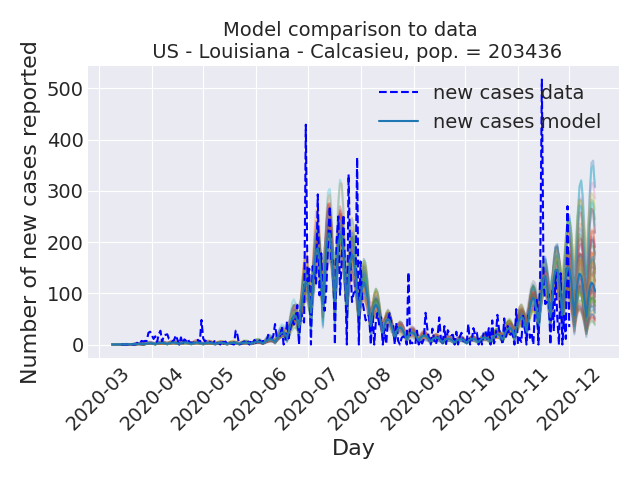 Model comparison to data
US - Louisiana - Calcasieu, pop. = 203436
Number of new cases reported
500
400
300
200
100
0
new cases data
new cases model
2020-03
2020-04
2020-05
2020-06
2020-07
2020-08
2020-09
2020-10
2020-11
2020-12
Day